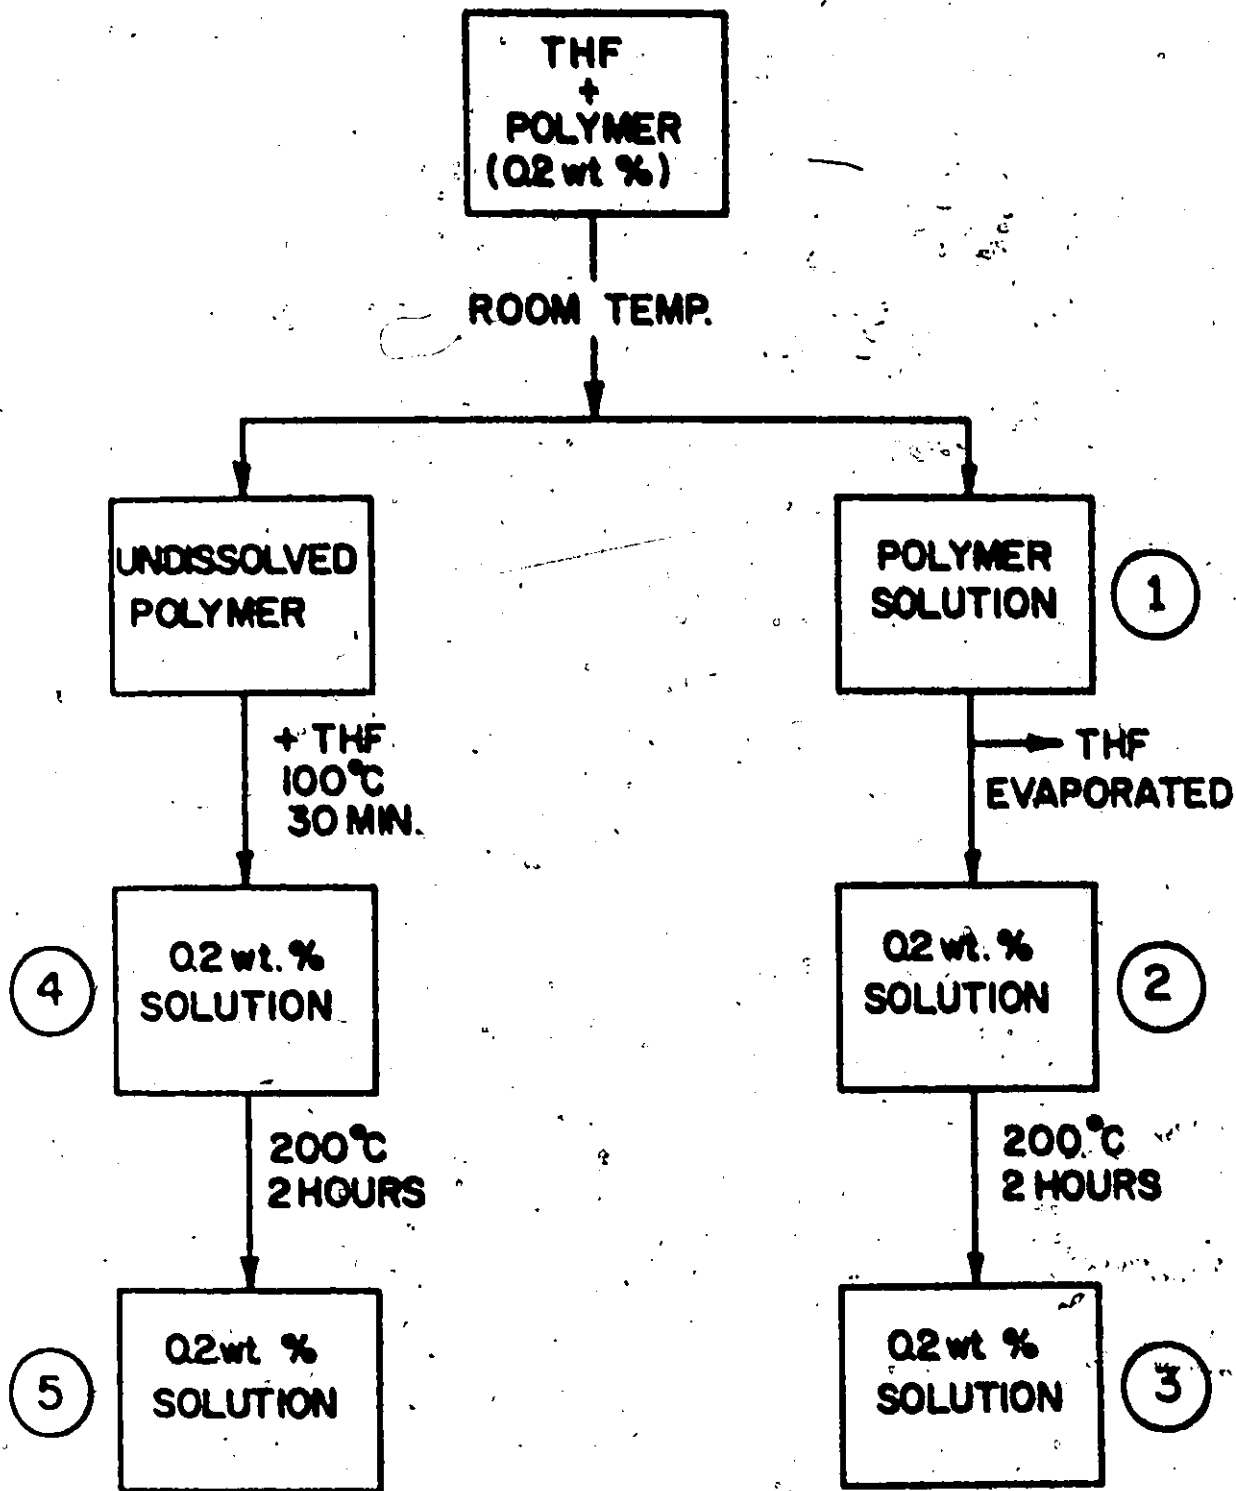 THF
+
POLYMER
(0.2 wt %)
ROOM TEMP.
UNDISSOLVED
POLYMER
POLYMER
SOLUTION
1
+ THF
100°C
30 MIN.
THF
EVAPORATED
4
0.2 wt. %
SOLUTION
0.2 wt. %
SOLUTION
2
200°C
2 HOURS
200.°C
2 HOURS
5
0.2 wt %
SOLUTION
0.2 wt %
SOLUTION
3